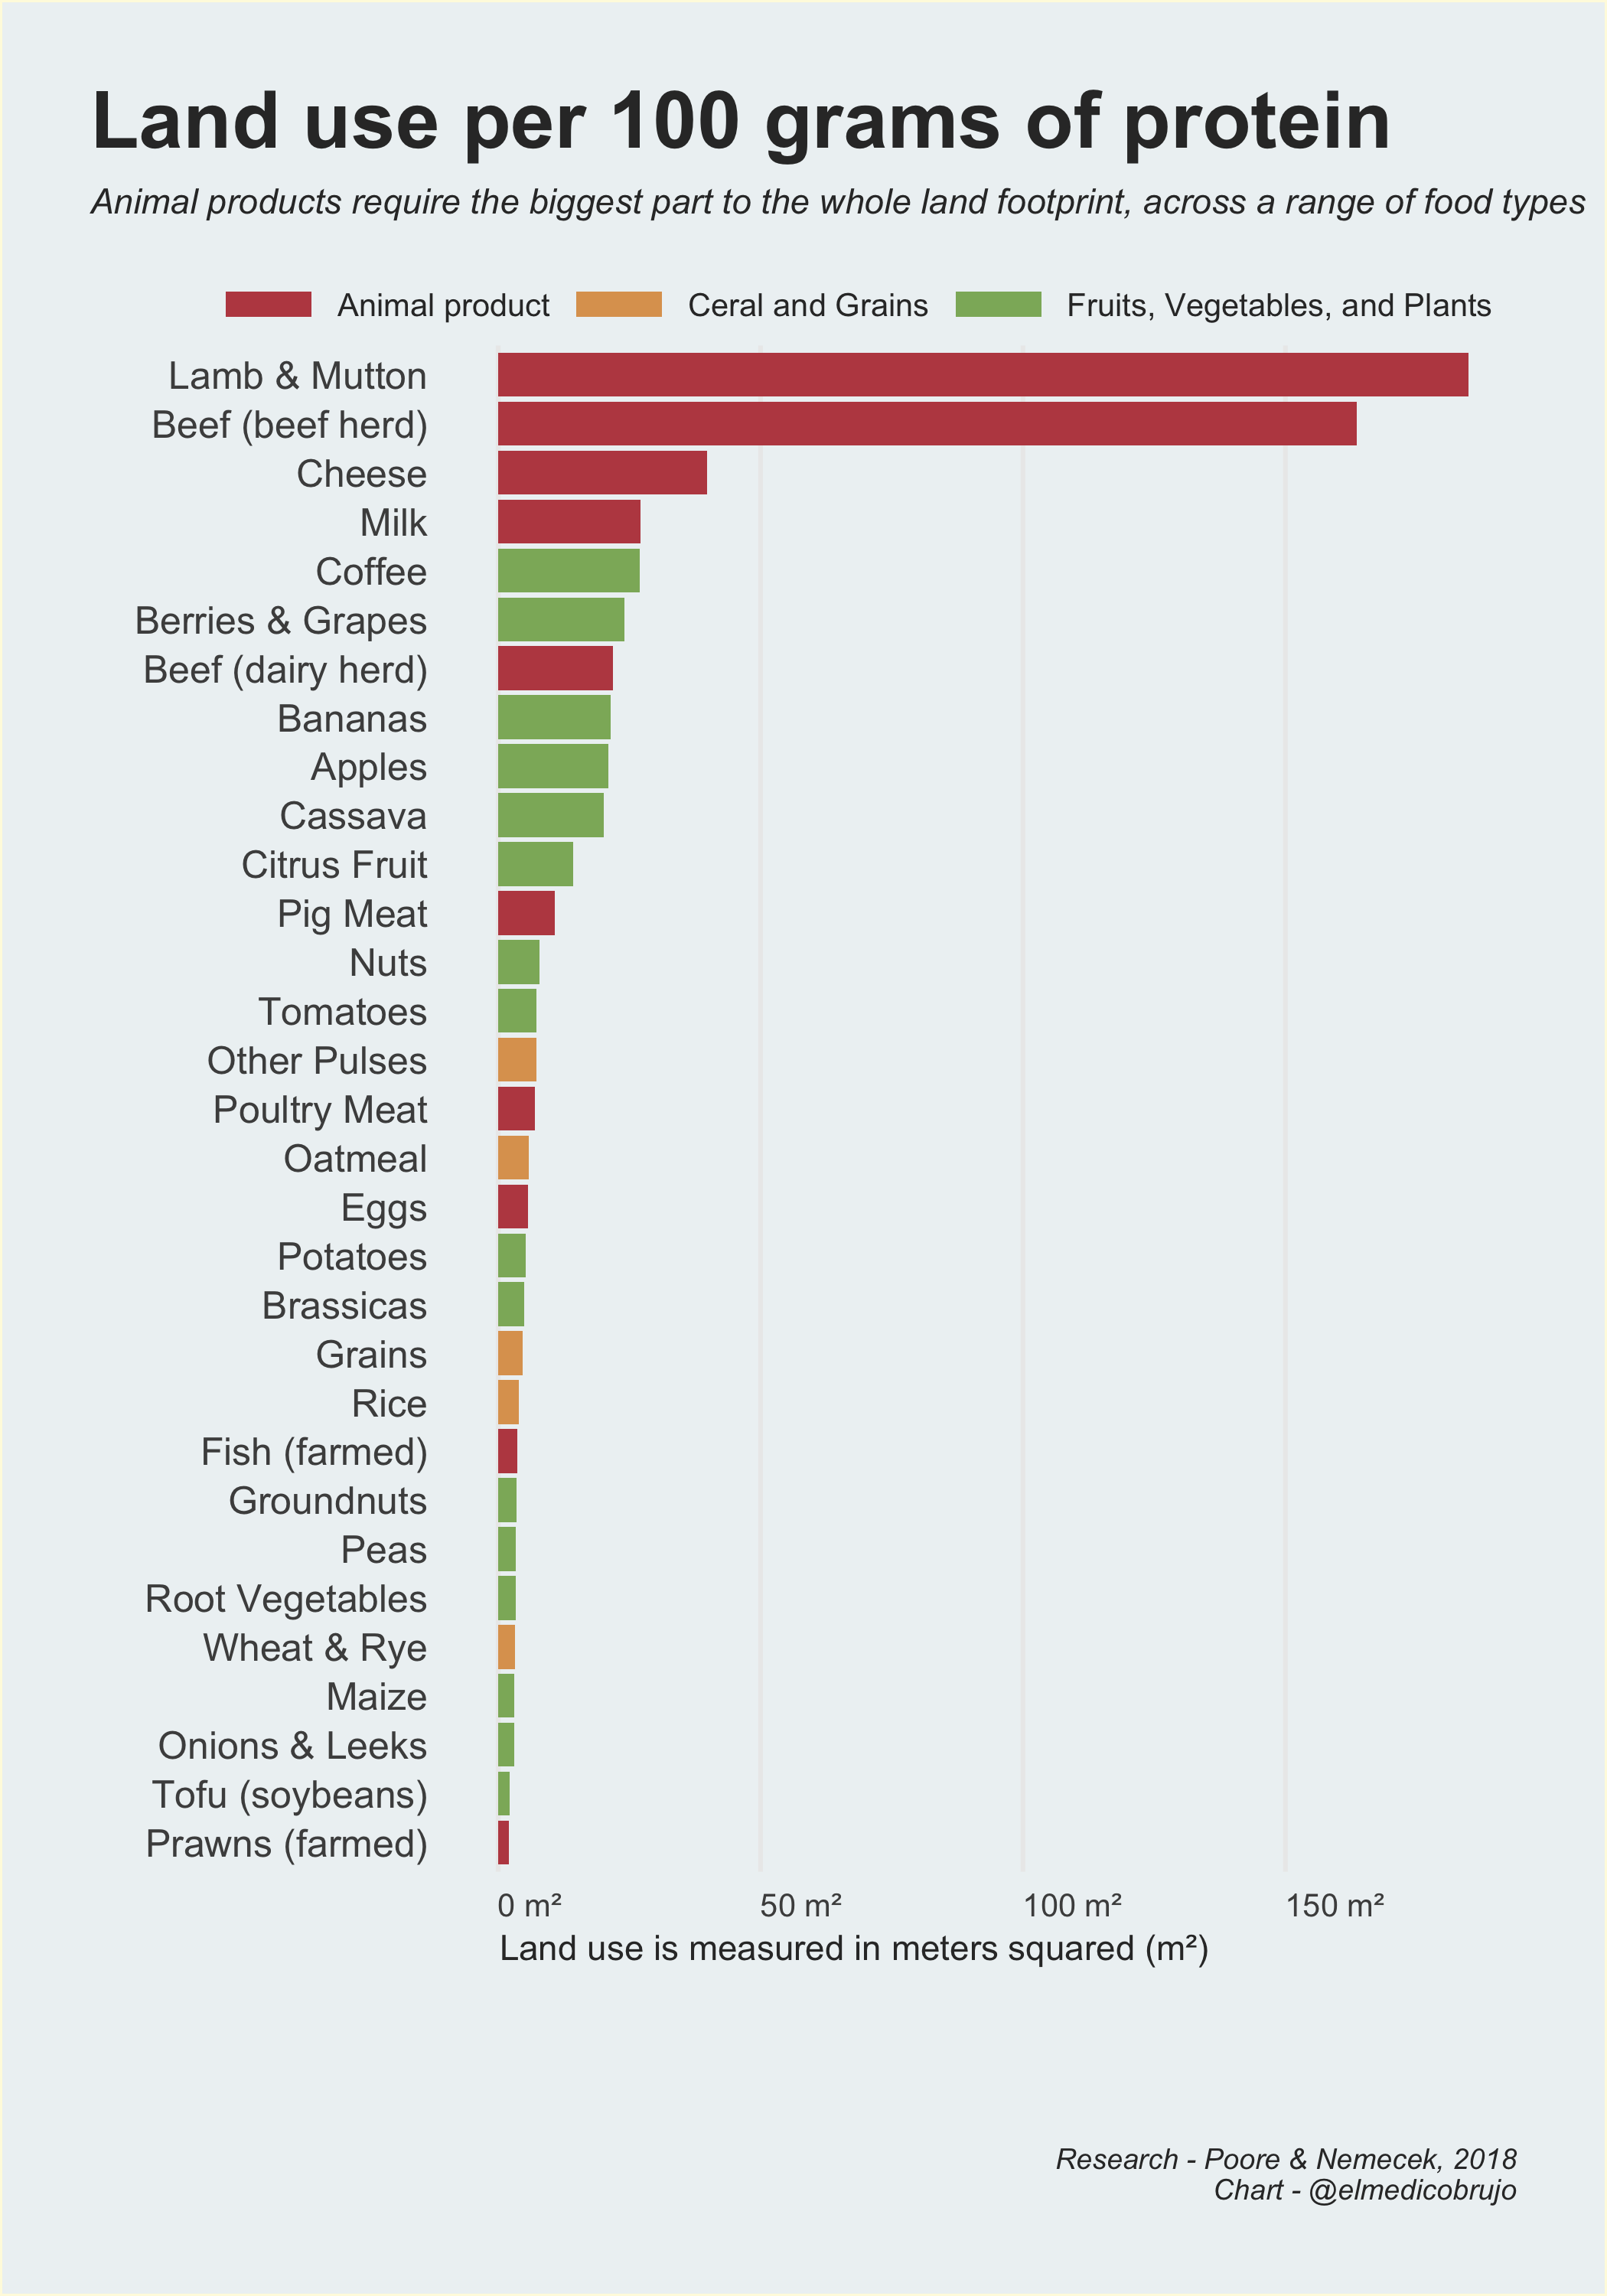 Land use per 100 grams of protein
Animal products require the biggest part to the whole land footprint, across a range of food types
Animal product Ceral and Grains Fruits, Vegetables, and Plants
Lamb & Mutton
Beef (beef herd)
Cheese
Milk
Coffee
Berries & Grapes
Beef (dairy herd)
Bananas
Apples
Cassava
Citrus Fruit
Pig Meat
Nuts
Tomatoes
Other Pulses
Poultry Meat
Oatmeal
Eggs
Potatoes
Brassicas
Grains
Rice
Fish (farmed)
Groundnuts
Peas
Root Vegetables
Wheat & Rye
Maize
Onions & Leeks
Tofu (soybeans)
Prawns (farmed)
0 m² 50 m² 100 m² 150 m²
Land use is measured in meters squared (m²)
Research - Poore & Nemecek, 2018
Chart - @elmedicobrujo